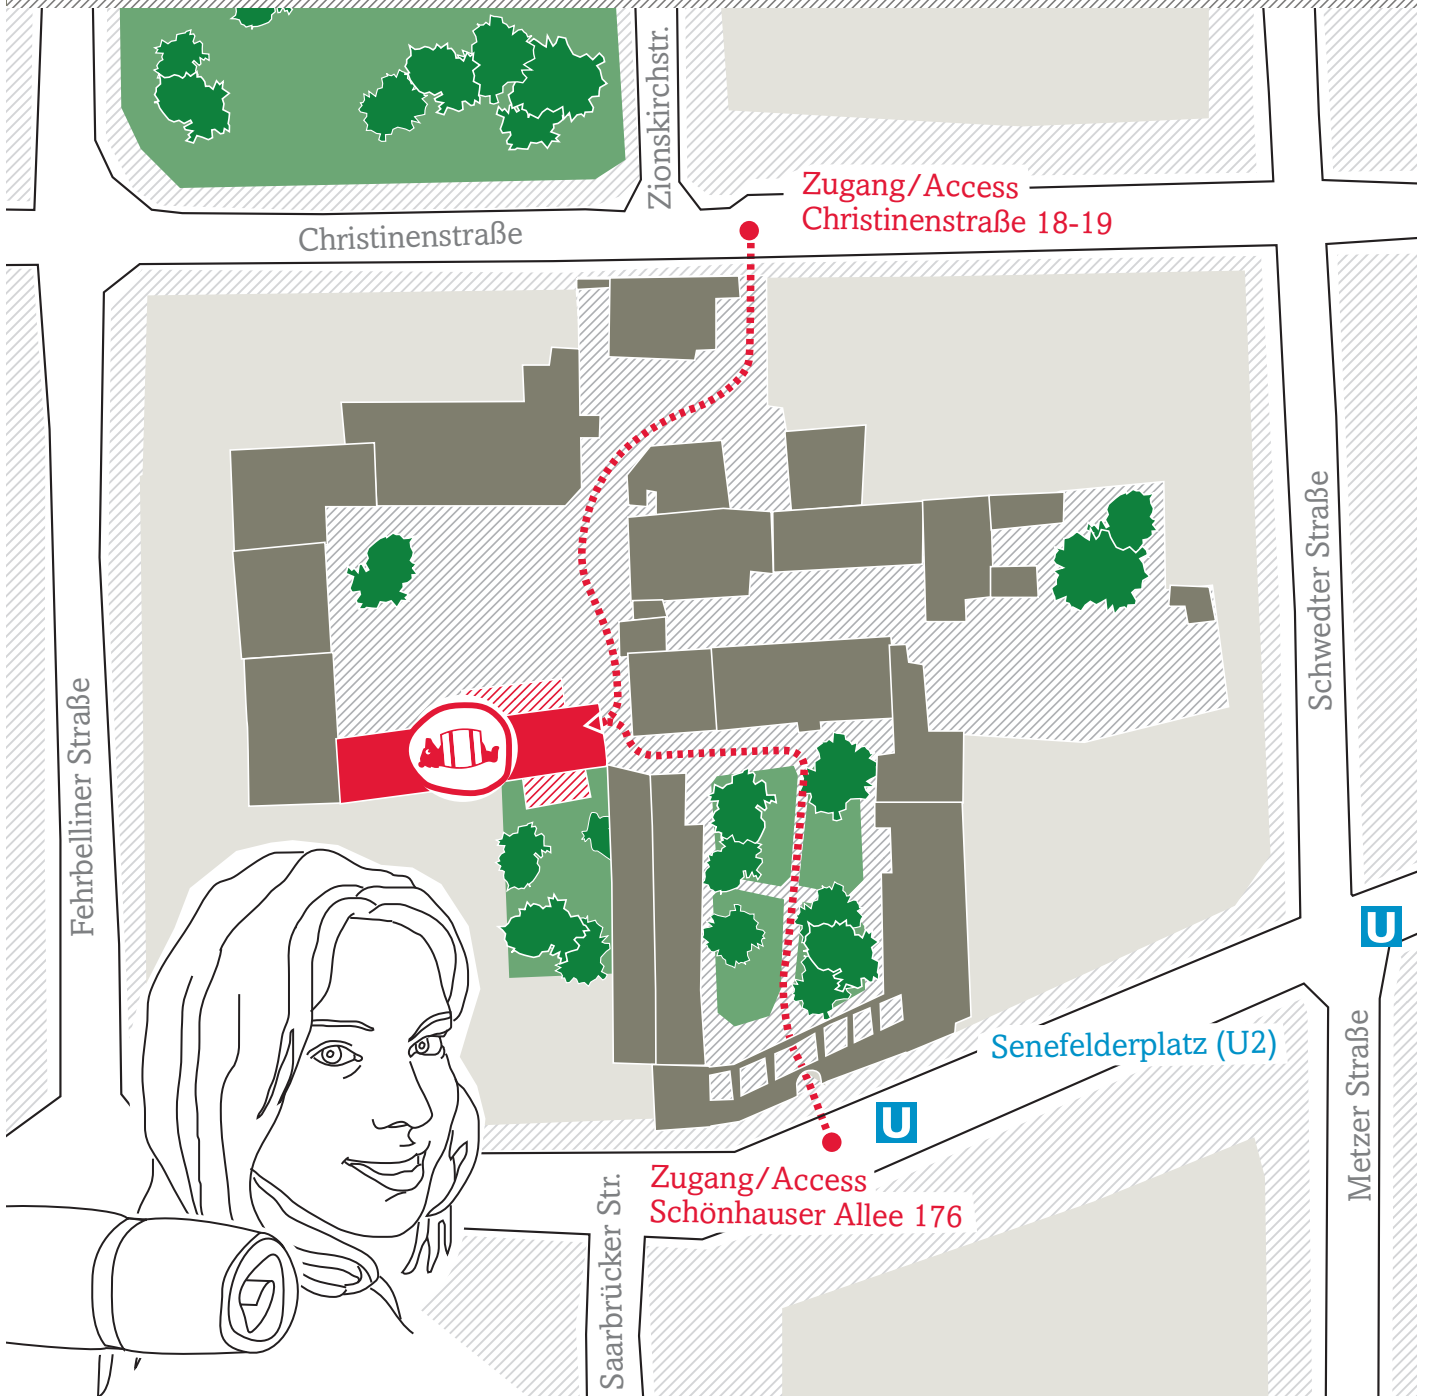 Zionskirchstr.
Zugang/Access
Christinenstraße 18-19
Christinenstraße
Schwedter Straße
Fehrbelliner Straße
U
Senefelderplatz (U2)
Metzer Straße
U
Zugang/Access
Schönhauser Allee 176
Saarbrücker Str.